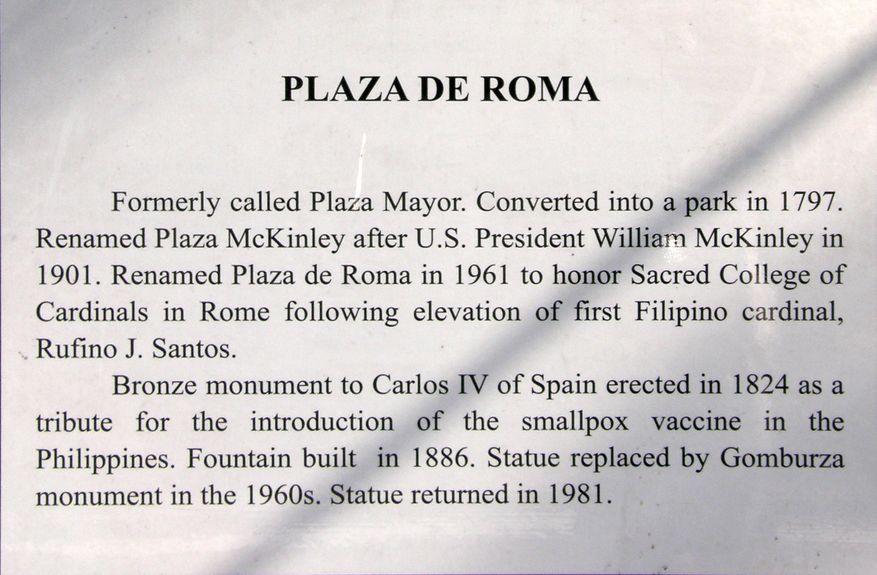 PLAZA DE ROMA
Formerly called Plaza Mayor. Converted into a park in 1797.
Renamed Plaza McKinley after U.S. President William McKinley in
1901. Renamed Plaza de Roma in 1961 to honor Sacred College of
Cardinals in Rome following elevation of first Filipino cardinal,
Rufino J. Santos.
Bronze monument to Carlos IV of Spain erected in 1824 as a
tribute for the introduction of the smallpox vaccine in the
Philippines. Fountain built in 1886. Statue replaced by Gomburza
monument in the 1960s. Statue returned in 1981.